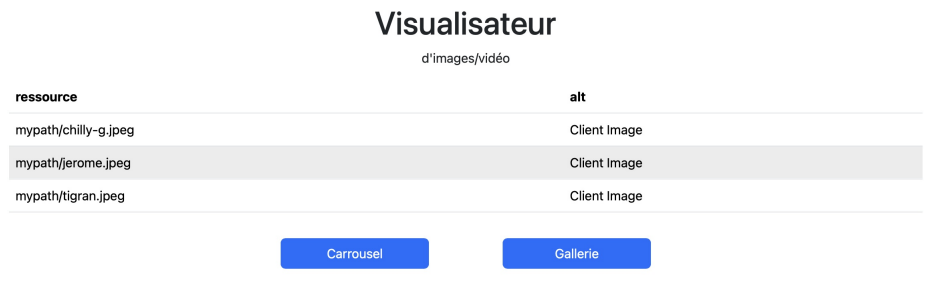 Visualisateur
d'images/vidéo
ressource alt
mypath/chilly-g.jpeg Client Image
mypath/jerome.jpeg Client Image
mypath/tigran.jpeg Client Image
Carrousel Gallerie